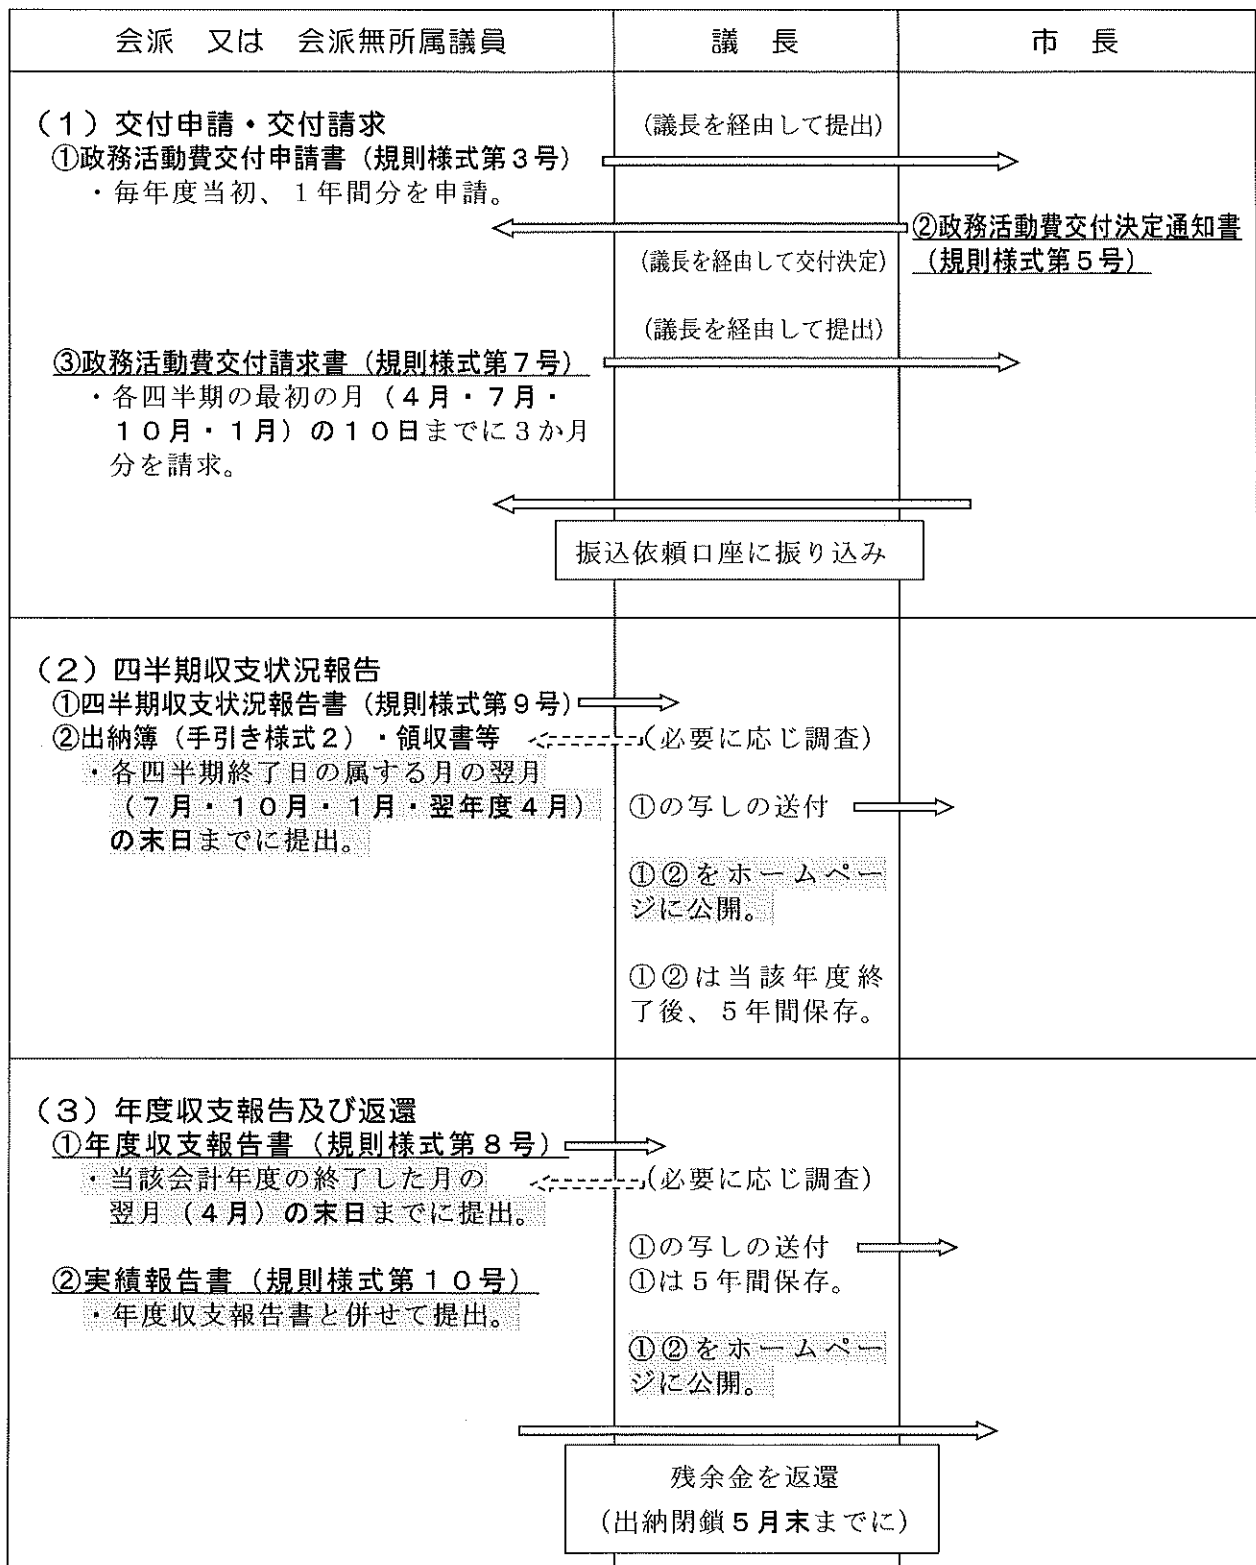 会派　又は　会派無所属議員
議　長
市　長
（１）交付申請・交付請求
(議長を経由して提出)
①政務活動費交付申請書（規則様式第３号）
・毎年度当初、１年間分を申請。
②政務活動費交付決定通知書
（規則様式第５号）
(議長を経由して交付決定)
(議長を経由して提出)
③政務活動費交付請求書（規則様式第７号）
・各四半期の最初の月（４月・７月・
１０月・１月）の１０日までに３か月
分を請求。
振込依頼口座に振り込み
（２）四半期収支状況報告
①四半期収支状況報告書（規則様式第９号）
②出納簿（手引き様式２）・領収書等
(必要に応じ調査)
・各四半期終了日の属する月の翌月
（７月・１０月・１月・翌年度４月）
の末日までに提出。
①の写しの送付
①②をホームペー
ジに公開。
①②は当該年度終
了後、５年間保存。
（３）年度収支報告及び返還
①年度収支報告書（規則様式第８号）
・当該会計年度の終了した月の
翌月（４月）の末日までに提出。
(必要に応じ調査)
①の写しの送付
①は５年間保存。
②実績報告書（規則様式第１０号）
・年度収支報告書と併せて提出。
①②をホームペー
ジに公開。
残余金を返還
(出納閉鎖５月末までに)